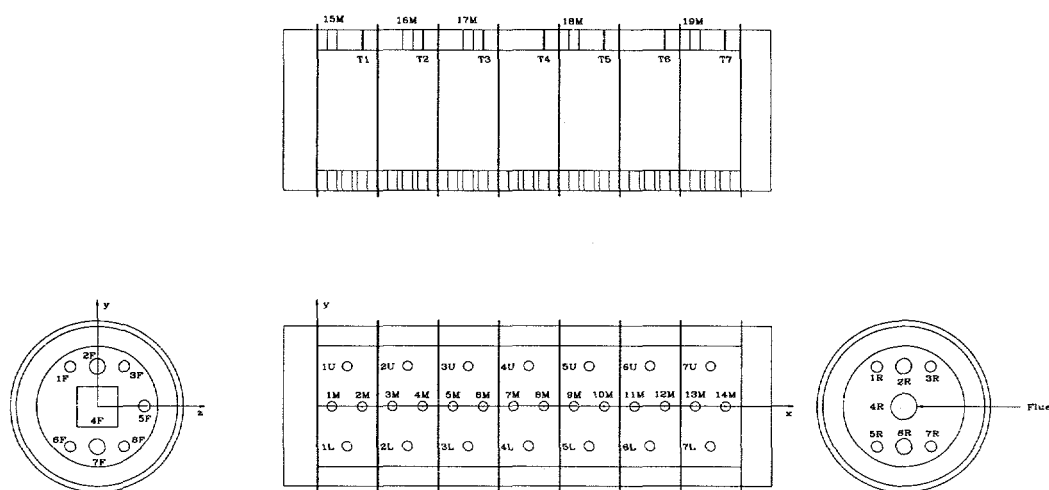 15M 16M 17M 18M 19M
T1 T2 T3 T4 T5 T6 T7
y
y
2F
1F 3F
4F
5F
z
6F 8F
7F
1U 2U 3U 4U 5U 6U 7U
1M 2M 3M 4M 5M 6M 7M 8M 9M 10M 11M 12M 13M 14M
x
1L 2L 3L 4L 5L 6L 7L
1R 2R 3R
4R
Flue
5R 6R 7R